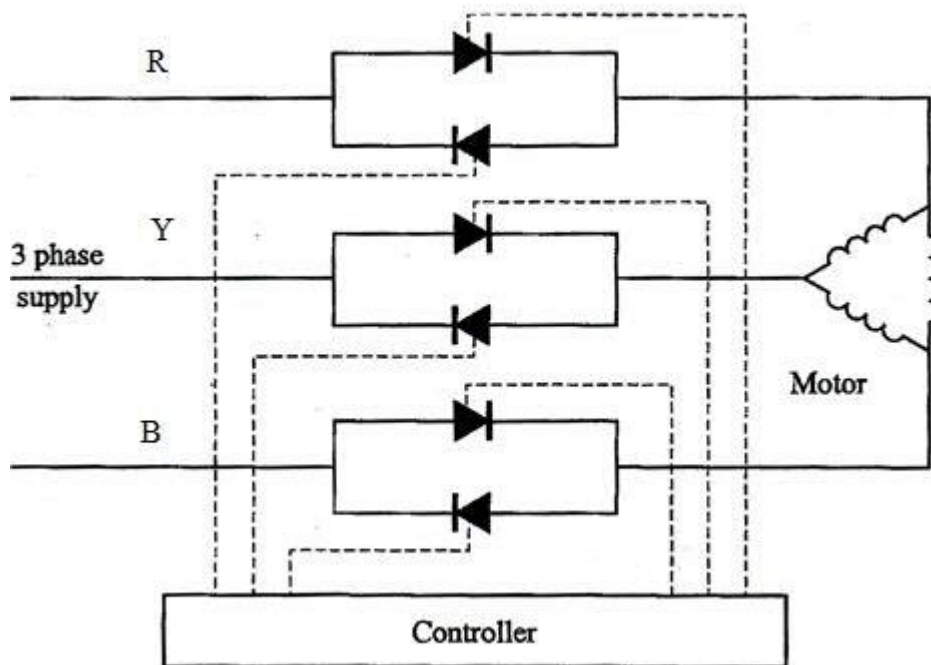 R
Y
3 phase
supply
B
Motor
Controller